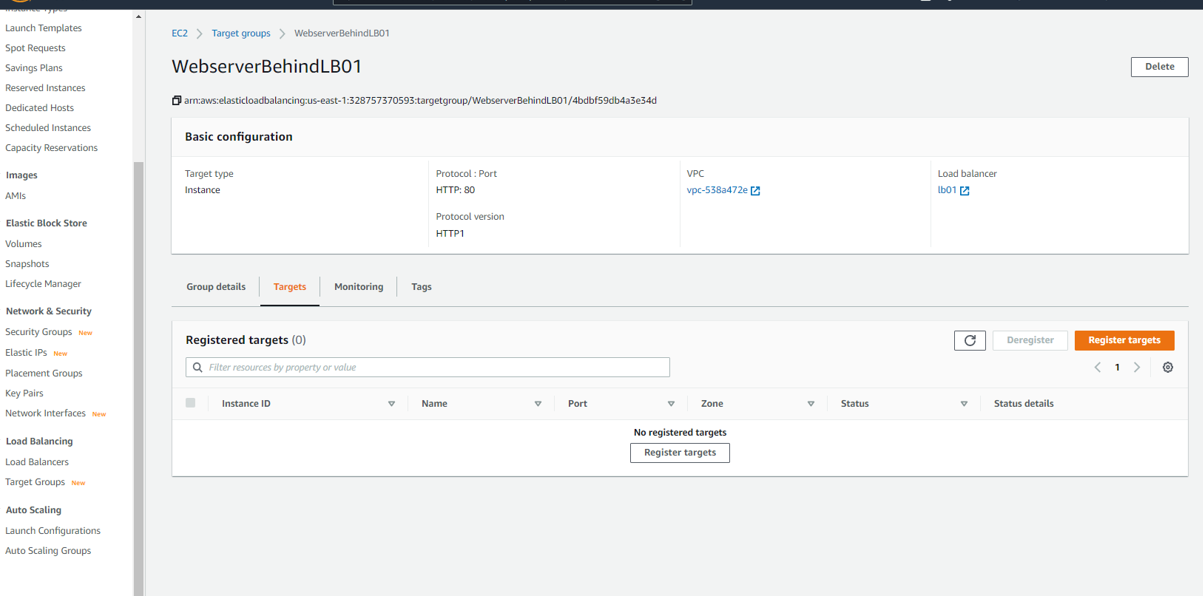 Instance Types
Launch Templates
Spot Requests
Savings Plans
Reserved Instances
Dedicated Hosts
Scheduled Instances
Capacity Reservations
Images
AMIs
Elastic Block Store
Volumes
Snapshots
Lifecycle Manager
Network & Security
Security Groups New
Elastic IPs New
Placement Groups
Key Pairs
Network Interfaces New
Load Balancing
Load Balancers
Target Groups New
Auto Scaling
Launch Configurations
Auto Scaling Groups
EC2 Target groups WebserverBehindLB01
WebserverBehindLB01
Delete
arn:aws:elasticloadbalancing:us-east-1:328757370593:targetgroup/WebserverBehindLB01/4bdbf59db4a3e34d
Basic configuration
Target type
Instance
Protocol : Port
HTTP: 80
Protocol version
HTTP1
VPC
vpc-538a472e
Load balancer
lb01
Group details Targets Monitoring Tags
Registered targets (0)
Deregister Register targets
Filter resources by property or value
1
Instance ID Name Port Zone Status Status details
No registered targets
Register targets